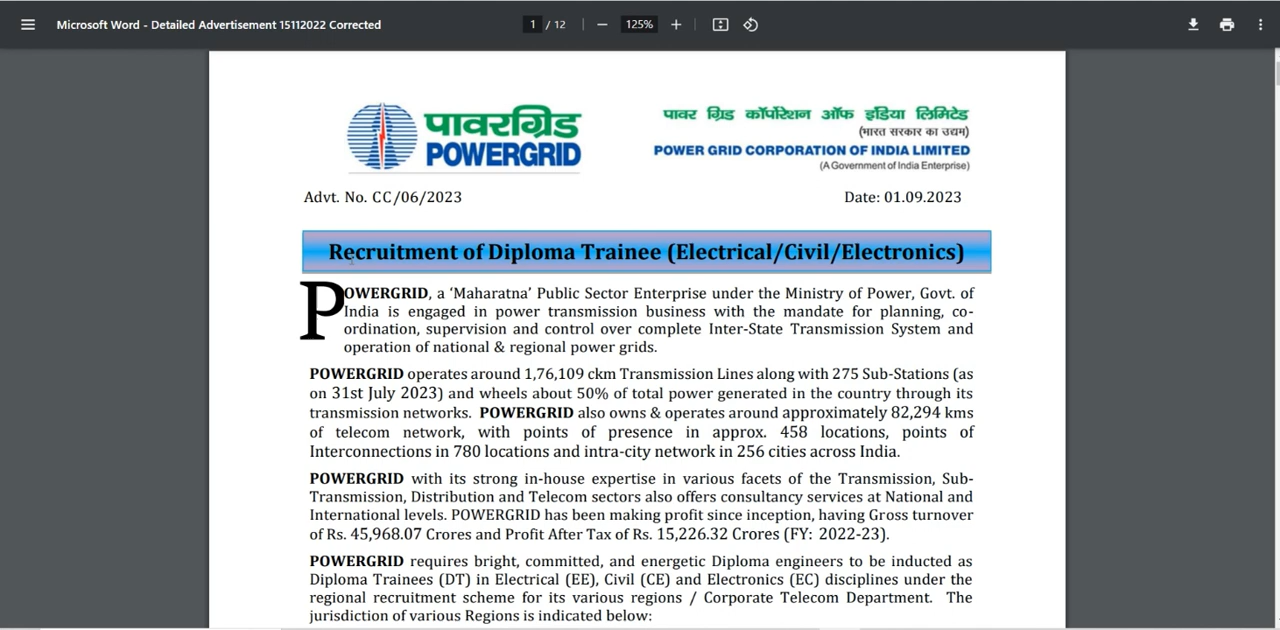 Microsoft Word - Detailed Advertisement 15112022 Corrected
1 / 12
125%
पावरग्रिड
POWERGRID
पावर ग्रिड कॉर्पोरेशन ऑफ इंडिया लिमिटेड
(भारत सरकार का उद्यम)
POWER GRID CORPORATION OF INDIA LIMITED
(A Government of India Enterprise)
Advt. No. CC/06/2023
Date: 01.09.2023
Recruitment of Diploma Trainee (Electrical/Civil/Electronics)
POWERGRID, a ‘Maharatna’ Public Sector Enterprise under the Ministry of Power, Govt. of
India is engaged in power transmission business with the mandate for planning, co-
ordination, supervision and control over complete Inter-State Transmission System and
operation of national & regional power grids.
POWERGRID operates around 1,76,109 ckm Transmission Lines along with 275 Sub-Stations (as
on 31st July 2023) and wheels about 50% of total power generated in the country through its
transmission networks. POWERGRID also owns & operates around approximately 82,294 kms
of telecom network, with points of presence in approx. 458 locations, points of
Interconnections in 780 locations and intra-city network in 256 cities across India.
POWERGRID with its strong in-house expertise in various facets of the Transmission, Sub-
Transmission, Distribution and Telecom sectors also offers consultancy services at National and
International levels. POWERGRID has been making profit since inception, having Gross turnover
of Rs. 45,968.07 Crores and Profit After Tax of Rs. 15,226.32 Crores (FY: 2022-23).
POWERGRID requires bright, committed, and energetic Diploma engineers to be inducted as
Diploma Trainees (DT) in Electrical (EE), Civil (CE) and Electronics (EC) disciplines under the
regional recruitment scheme for its various regions / Corporate Telecom Department. The
jurisdiction of various Regions is indicated below: